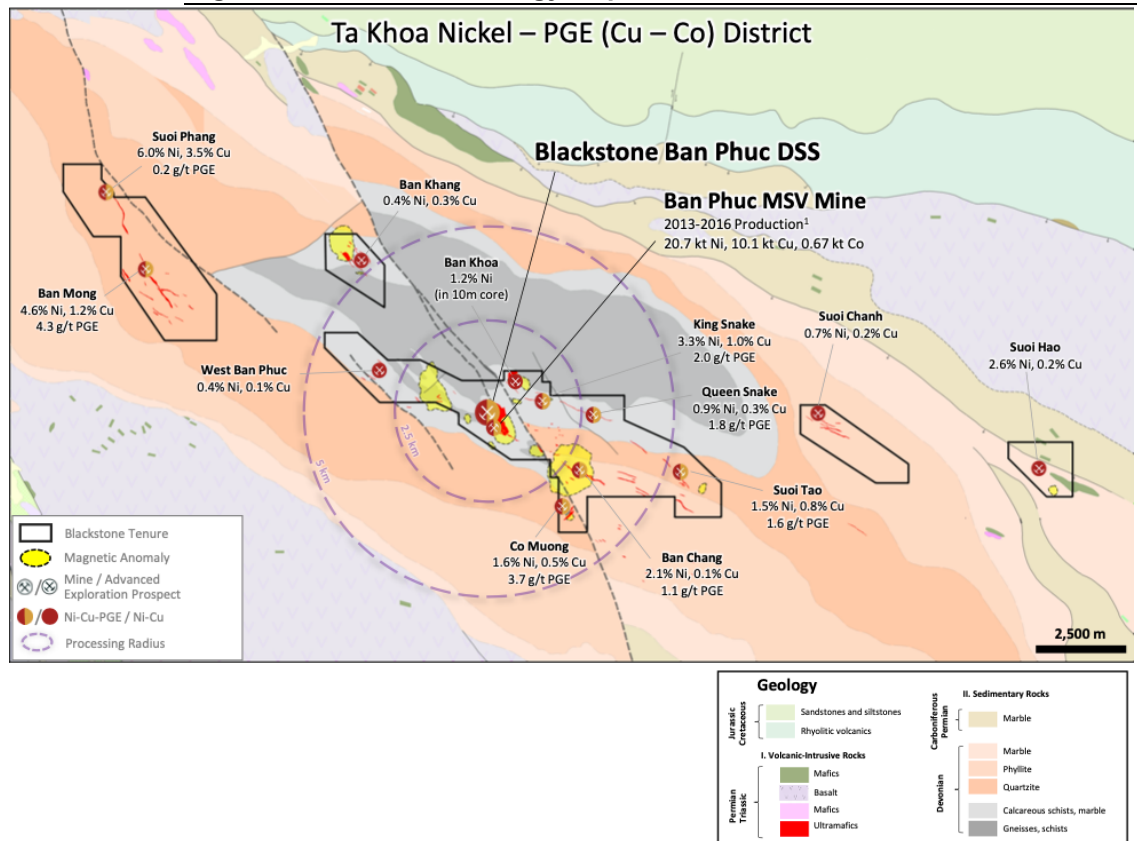 Ta Khoa Nickel – PGE (Cu – Co) District
Suoi Phang
6.0% Ni, 3.5% Cu
0.2 g/t PGE
Ban Khang
0.4% Ni, 0.3% Cu
Blackstone Ban Phuc DSS
Ban Phuc MSV Mine
2013-2016 Production¹
20.7 kt Ni, 10.1 kt Cu, 0.67 kt Co
Ban Khoa
1.2% Ni
(in 10m core)
Ban Mong
4.6% Ni, 1.2% Cu
4.3 g/t PGE
King Snake
3.3% Ni, 1.0% Cu
2.0 g/t PGE
Suoi Chanh
0.7% Ni, 0.2% Cu
Suoi Hao
2.6% Ni, 0.2% Cu
West Ban Phuc
0.4% Ni, 0.1% Cu
Queen Snake
0.9% Ni, 0.3% Cu
1.8 g/t PGE
2.5 km
5 km
Suoi Tao
1.5% Ni, 0.8% Cu
1.6 g/t PGE
Co Muong
1.6% Ni, 0.5% Cu
3.7 g/t PGE
Ban Chang
2.1% Ni, 0.1% Cu
1.1 g/t PGE
Blackstone Tenure
Magnetic Anomaly
Mine / Advanced
Exploration Prospect
Ni-Cu-PGE / Ni-Cu
Processing Radius
2,500 m
Geology
Jurassic
Cretaceous
Sandstones and siltstones
Rhyolitic volcanics
I. Volcanic-Intrusive Rocks
Permian
Triassic
Mafics
Basalt
Mafics
Ultramafics
II. Sedimentary Rocks
Carboniferous
Permian
Marble
Devonian
Marble
Phyllite
Quartzite
Calcareous schists, marble
Gneisses, schists